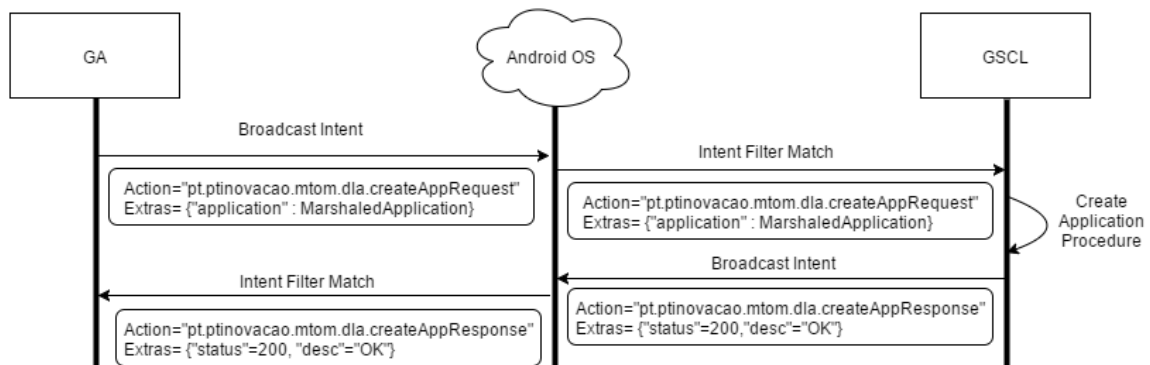 GA
Android OS
GSCL
Broadcast Intent
Intent Filter Match
Action="pt.ptinovacao.mtom.dla.createAppRequest"
Extras= {"application" : MarshaledApplication}
Action="pt.ptinovacao.mtom.dla.createAppRequest"
Extras= {"application" : MarshaledApplication}
Create
Application
Procedure
Broadcast Intent
Intent Filter Match
Action="pt.ptinovacao.mtom.dla.createAppResponse"
Extras= {"status"=200,"desc"="OK"}
Action="pt.ptinovacao.mtom.dla.createAppResponse"
Extras= {"status"=200, "desc"="OK"}